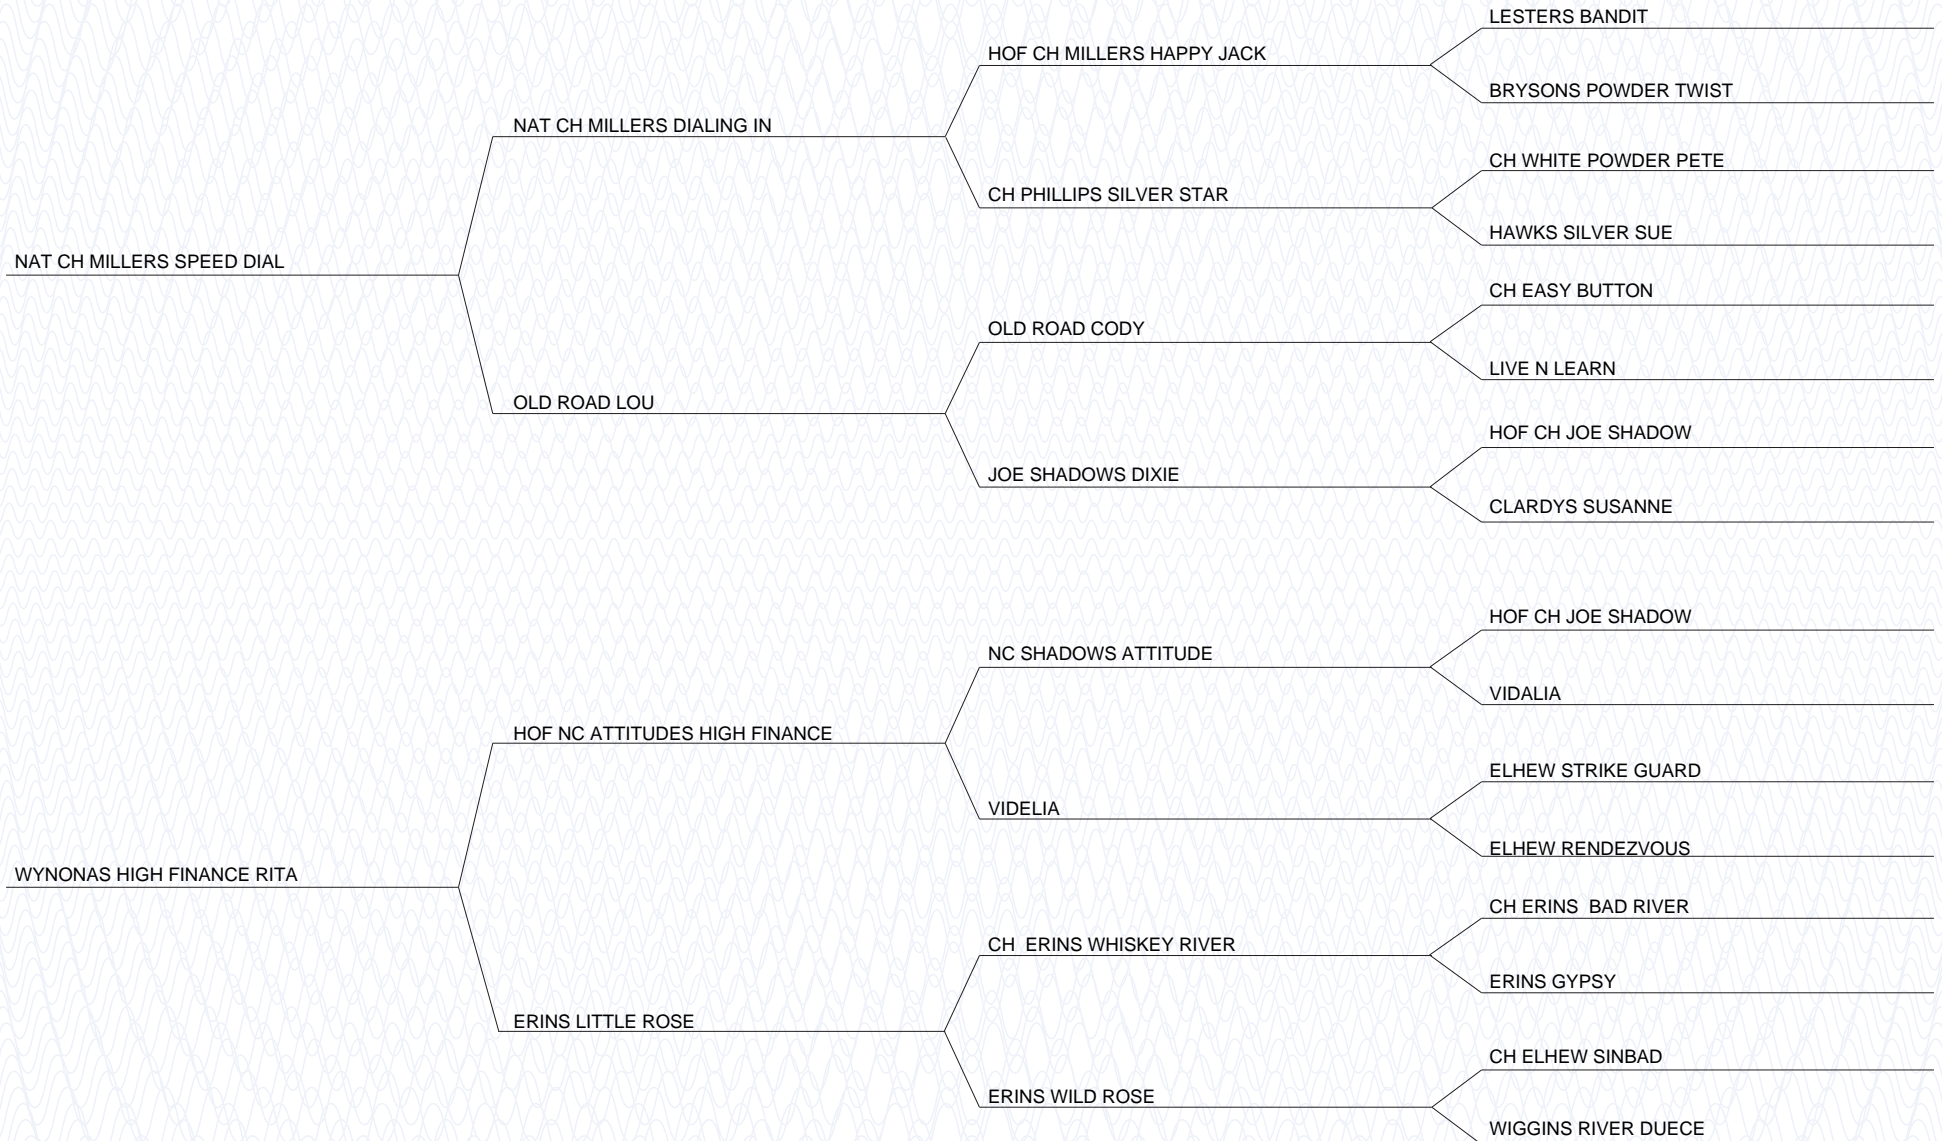 LESTERS BANDIT
HOF CH MILLERS HAPPY JACK
BRYSONS POWDER TWIST
NAT CH MILLERS DIALING IN
CH WHITE POWDER PETE
CH PHILLIPS SILVER STAR
HAWKS SILVER SUE
NAT CH MILLERS SPEED DIAL
CH EASY BUTTON
OLD ROAD CODY
LIVE N LEARN
OLD ROAD LOU
HOF CH JOE SHADOW
JOE SHADOWS DIXIE
CLARDYS SUSANNE
HOF CH JOE SHADOW
NC SHADOWS ATTITUDE
VIDALIA
HOF NC ATTITUDES HIGH FINANCE
ELHEW STRIKE GUARD
VIDELIA
ELHEW RENDEZVOUS
WYNONAS HIGH FINANCE RITA
CH ERINS  BAD RIVER
CH  ERINS WHISKEY RIVER
ERINS GYPSY
ERINS LITTLE ROSE
CH ELHEW SINBAD
ERINS WILD ROSE
WIGGINS RIVER DUECE